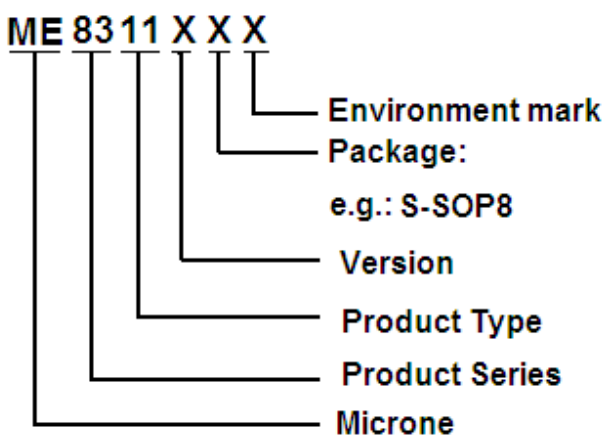 ME 83 11 X X X
Environment mark
Package:
e.g.: S-SOP8
Version
Product Type
Product Series
Microne